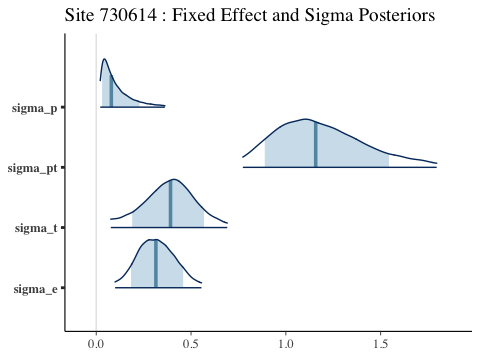 Site 730614 : Fixed Effect and Sigma Posteriors
sigma_p
sigma_pt
sigma_t
sigma_e
0.0 0.5 1.0 1.5